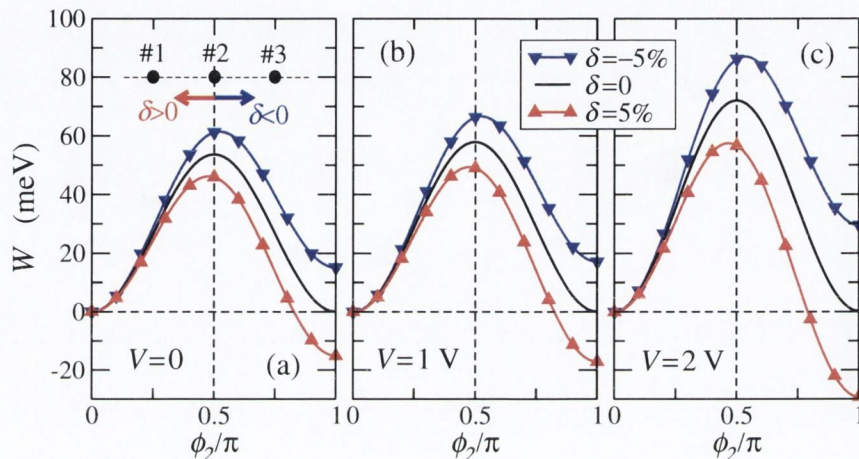 100
80
60
40
20
0
-20
W (meV)
#1 #2 #3
δ>0 δ<0
V=0 (a)
0 0.5 1
ϕ₂/π
(b)
V=1 V
0 0.5 1
ϕ₂/π
δ=−5%
δ=0
δ=5%
(c)
V=2 V
0 0.5 1
ϕ₂/π